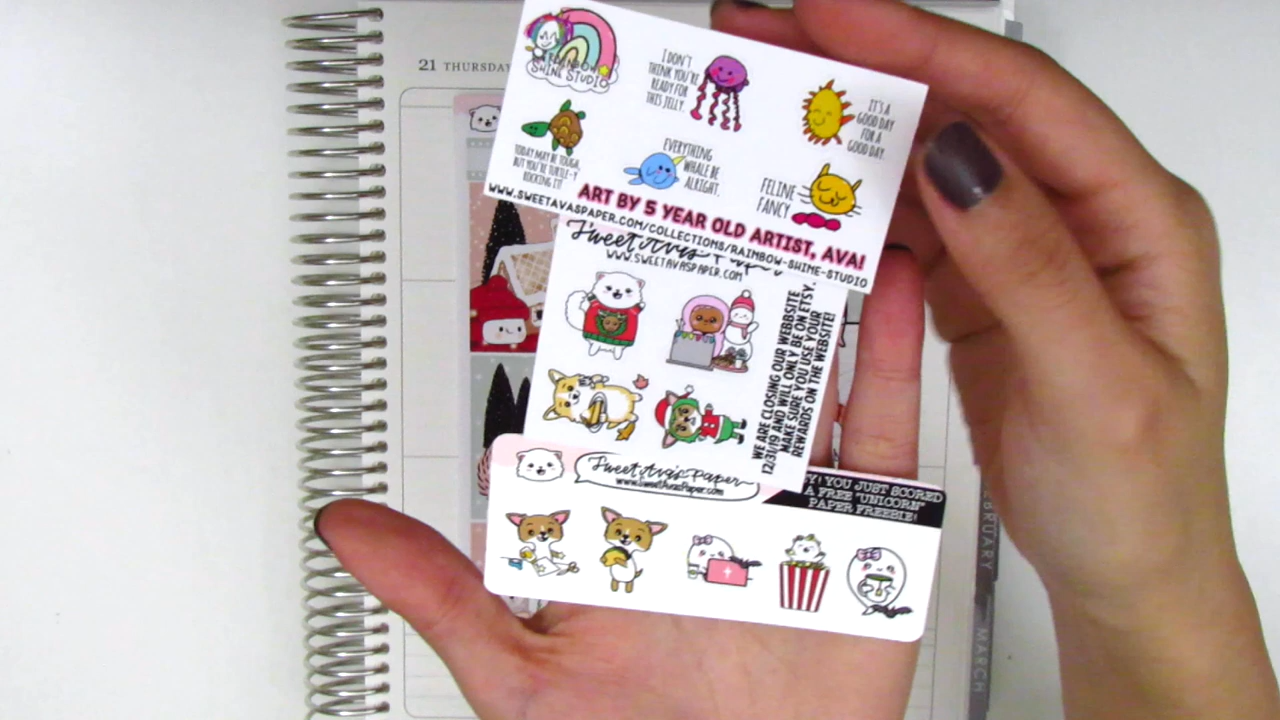 21 THURSDAY
RAINBOW
SHINE STUDIO
I DON'T
THINK YOU'RE
READY FOR
THIS JELLY.
IT'S A
GOOD DAY
FOR A
GOOD DAY.
TODAY MAY BE TOUGH,
BUT YOU'RE TURTLE-Y
ROCKING IT!
EVERYTHING
WHALE BE
ALRIGHT.
FELINE
FANCY
ART BY 5 YEAR OLD ARTIST, AVA!
WWW.SWEETAVASPAPER.COM/COLLECTIONS/RAINBOW-SHINE-STUDIO
Sweet Ava's Paper
WWW.SWEETAVASPAPER.COM
WE ARE CLOSING OUR WEBBSITE
12/31/19 AND WILL ONLY BE ON ETSY.
MAKE SURE YOU USE YOUR
REWARDS ON THE WEBSITE!
Sweet Ava's Paper
www.SweetAvasPaper.com
Y! YOU JUST SCORED
A FREE "UNICORN"
PAPER FREEBIE!
BRUARY
MARCH